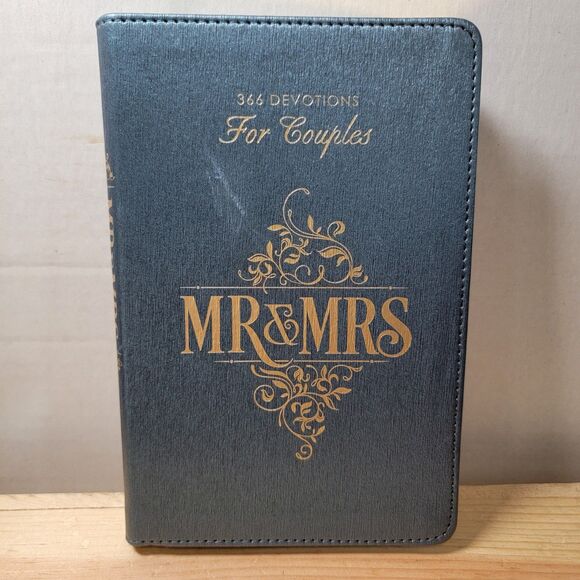 366 DEVOTIONS
For Couples
MR & MRS